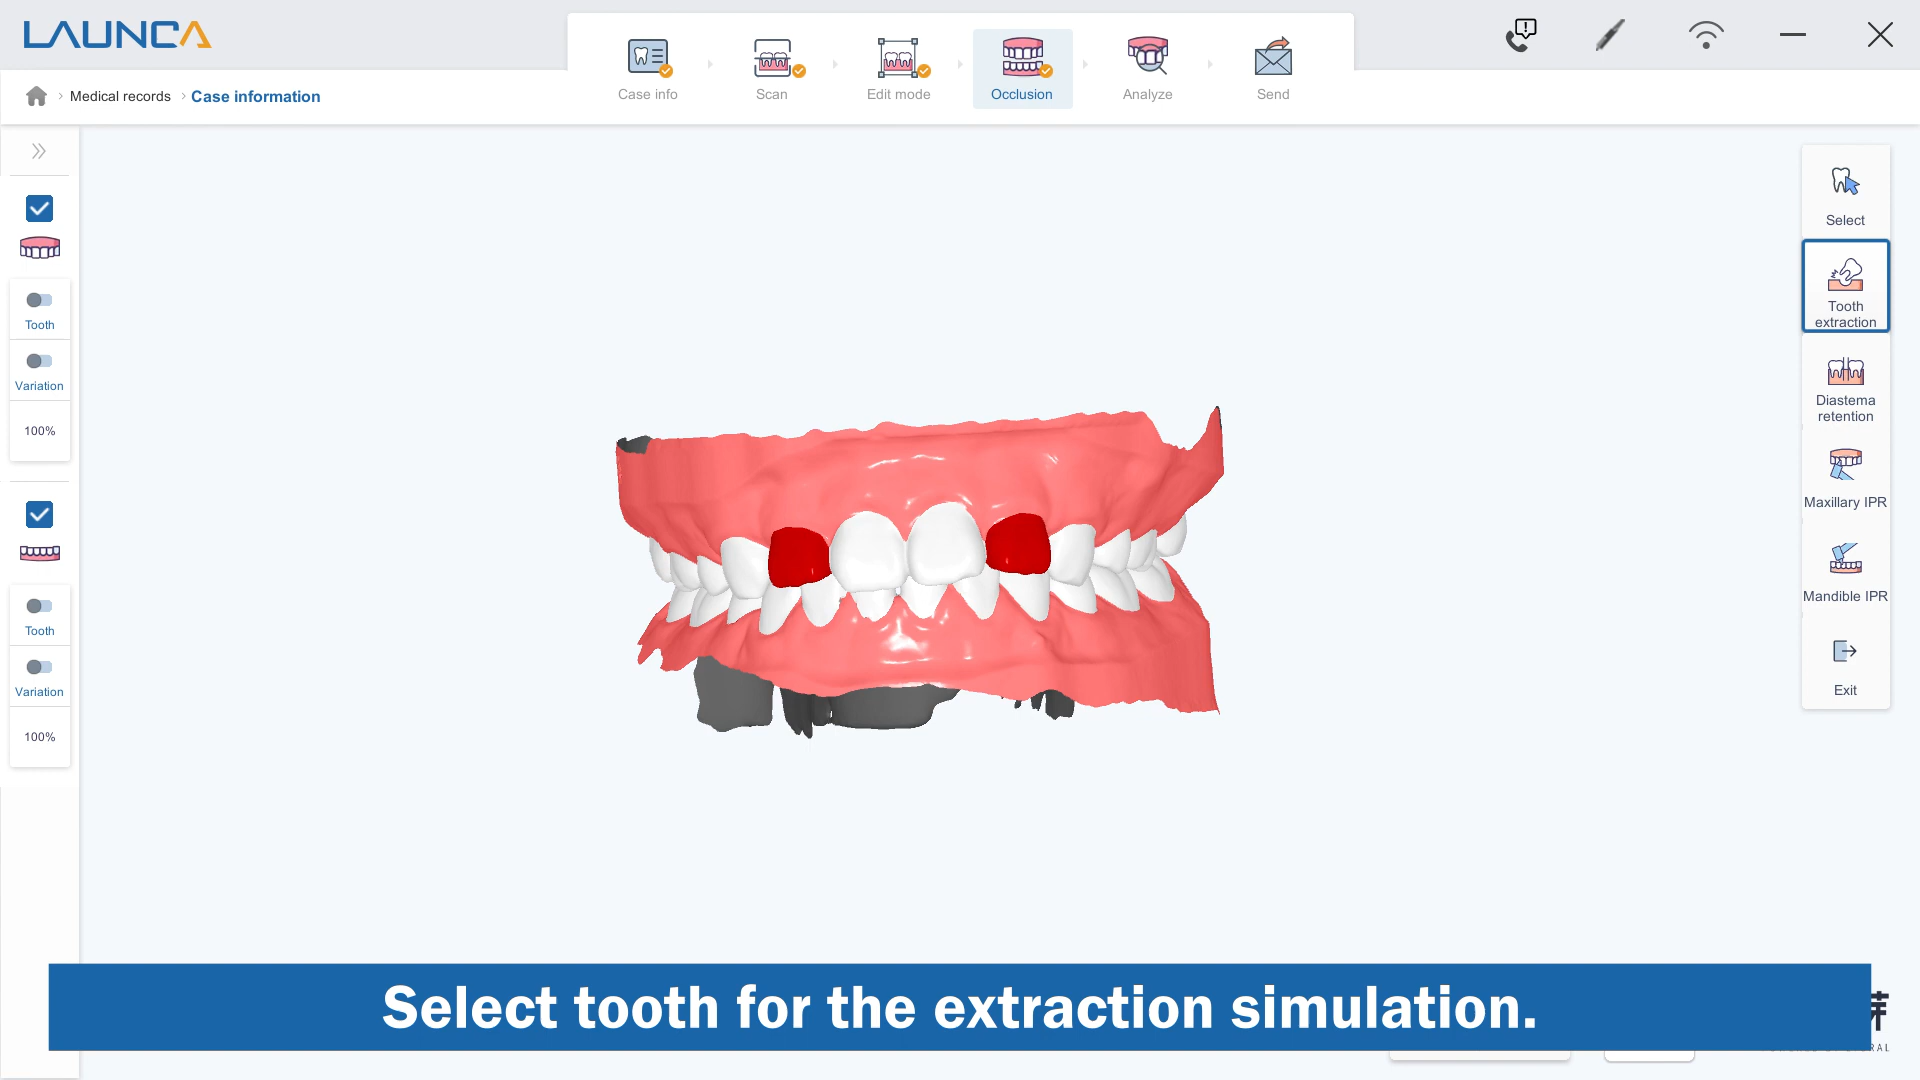 LAUNCA
Case info
Scan
Edit mode
Occlusion
Analyze
Send
Medical records
Case information
Tooth
Variation
100%
Tooth
Variation
100%
Select
Tooth
extraction
Diastema
retention
Maxillary IPR
Mandible IPR
Exit
Select tooth for the extraction simulation.